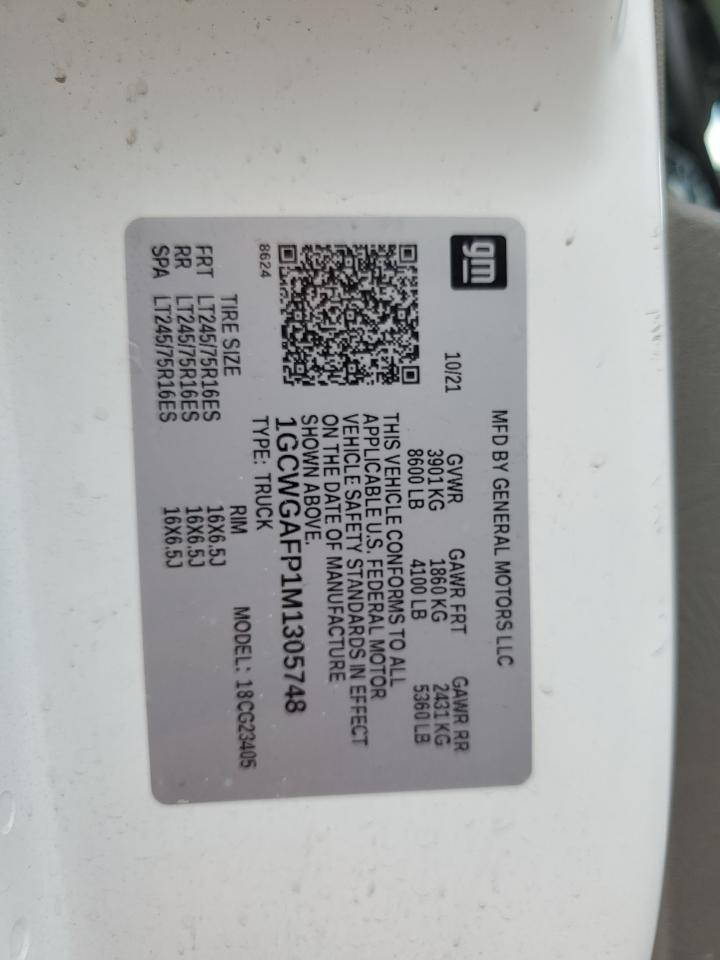 gm
MFD BY GENERAL MOTORS LLC
10/21 GVWR GAWR FRT GAWR RR
3901 KG 1860 KG 2431 KG
8600 LB 4100 LB 5360 LB
THIS VEHICLE CONFORMS TO ALL
APPLICABLE U.S. FEDERAL MOTOR
VEHICLE SAFETY STANDARDS IN EFFECT
ON THE DATE OF MANUFACTURE
SHOWN ABOVE.
1GCWGAFP1M1305748
8624
TYPE: TRUCK
MODEL: 18CG23405
TIRE SIZE RIM
FRT LT245/75R16ES 16X6.5J
RR LT245/75R16ES 16X6.5J
SPA LT245/75R16ES 16X6.5J